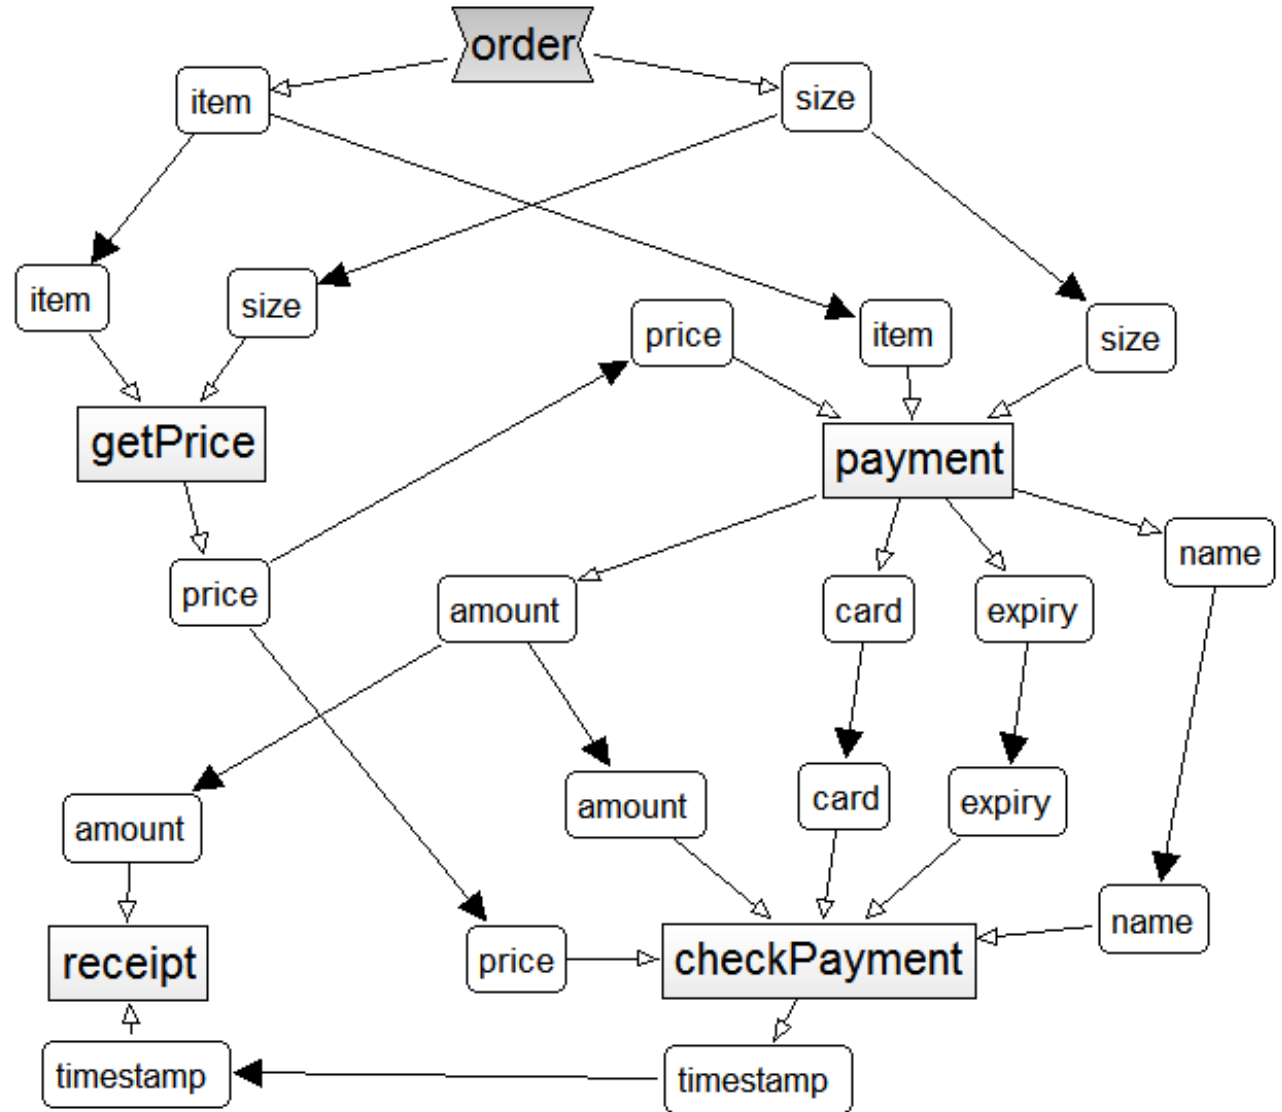 order
item
size
item
size
price
item
size
getPrice
payment
name
price
amount
card
expiry
amount
amount
card
expiry
name
receipt
price
checkPayment
timestamp
timestamp